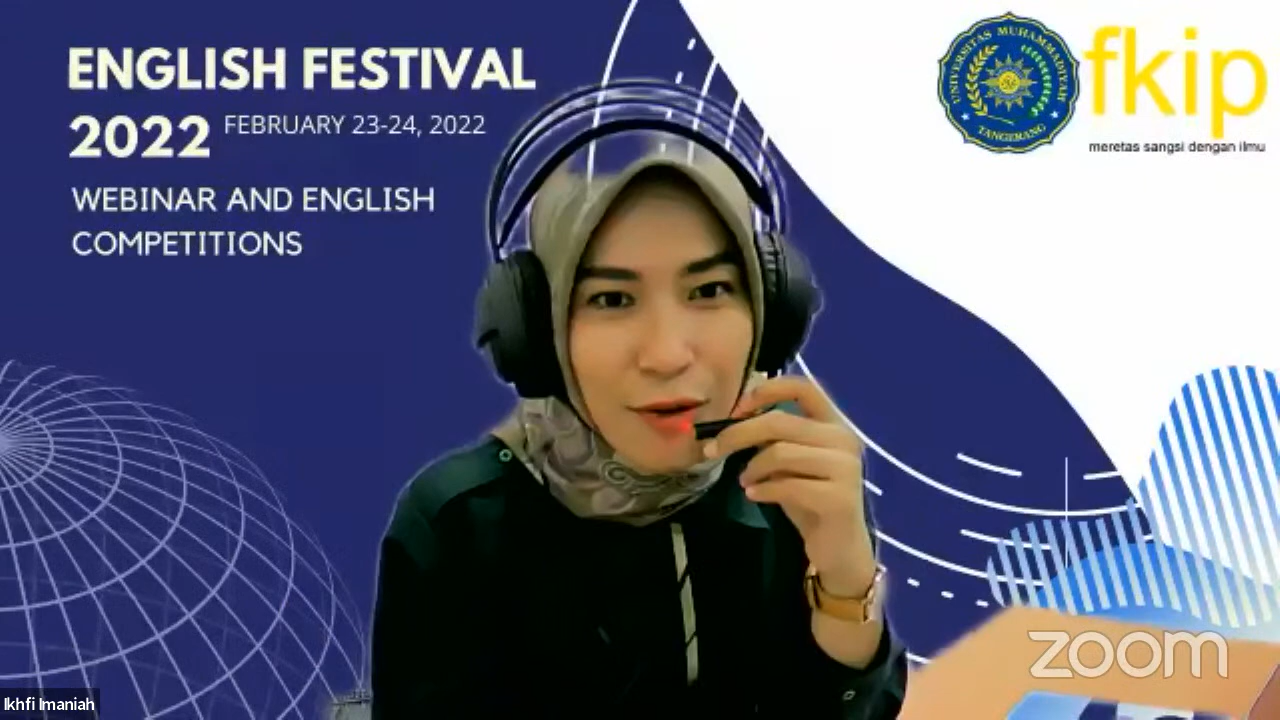 ENGLISH FESTIVAL
2022 FEBRUARY 23-24, 2022
WEBINAR AND ENGLISH
COMPETITIONS
UNIVERSITAS MUHAMMADIYAH
TANGERANG
fkip
meretas sangsi dengan ilmu
zoom
Ikhfi Imaniah